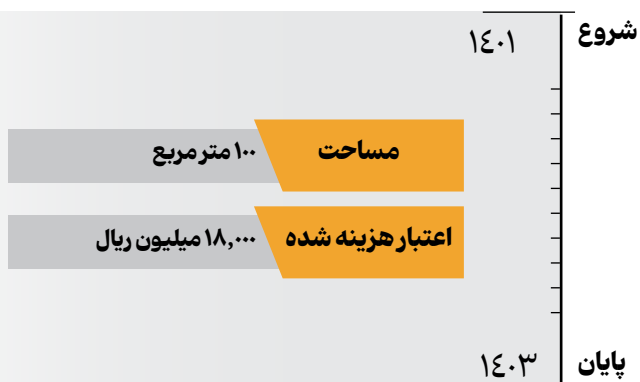 شروع
۱۴۰۱
مساحت ۱۰۰ متر مربع
اعتبار هزینه شده ۱۸,۰۰۰ میلیون ریال
پایان
۱۴۰۳